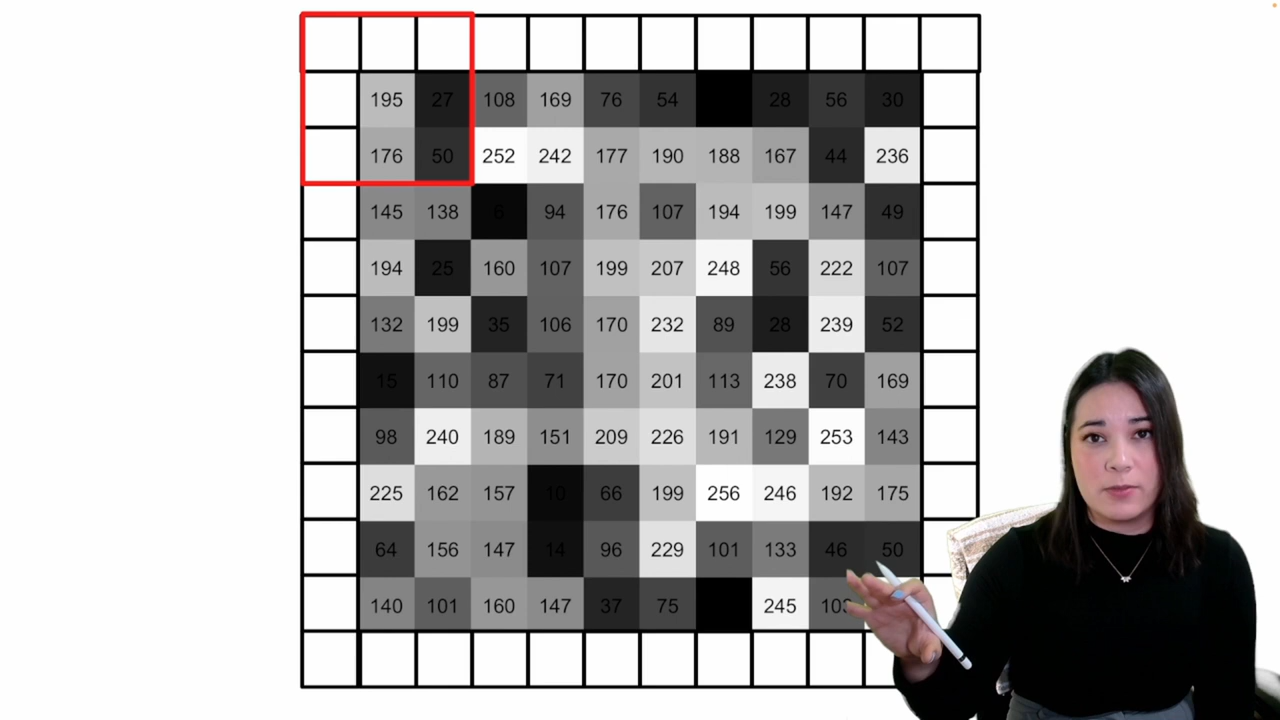 195 27 108 169 76 54 28 56 30
176 50 252 242 177 190 188 167 44 236
145 138 6 94 176 107 194 199 147 49
194 25 160 107 199 207 248 56 222 107
132 199 35 106 170 232 89 28 239 52
15 110 87 71 170 201 113 238 70 169
98 240 189 151 209 226 191 129 253 143
225 162 157 10 66 199 256 246 192 175
64 156 147 14 96 229 101 133 46 50
140 101 160 147 37 75 245